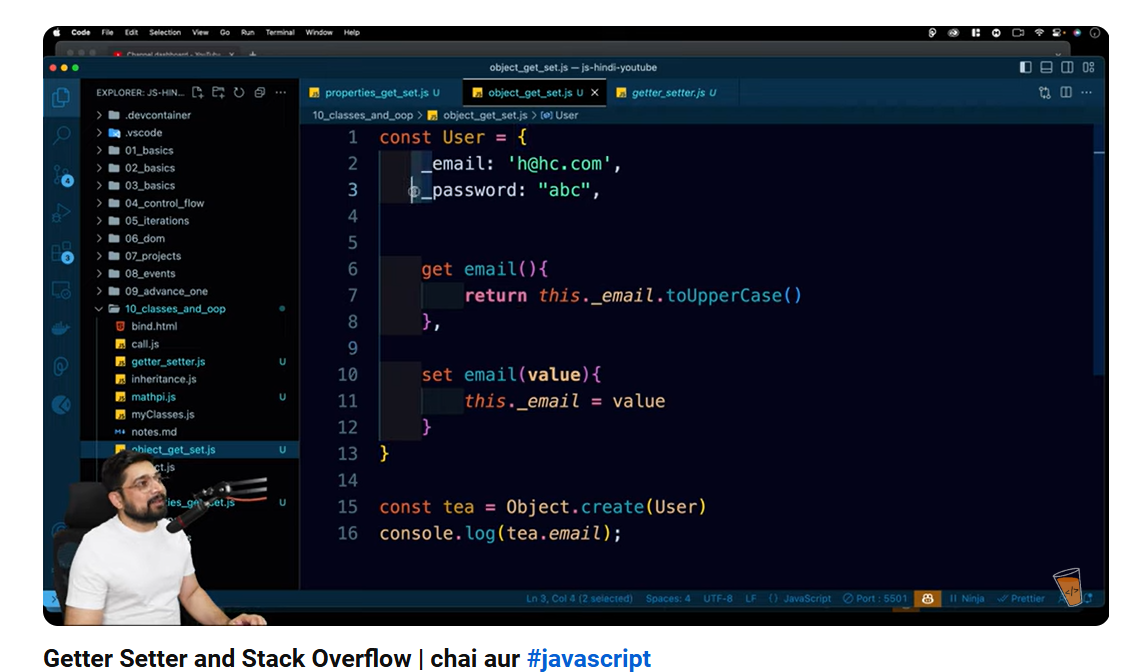 Code File Edit Selection View Go Run Terminal Window Help
Channel dashboard - YouTube
object_get_set.js — js-hindi-youtube
EXPLORER: JS-HIN...
properties_get_set.js U
object_get_set.js U
getter_setter.js U
10_classes_and_oop > object_get_set.js > User
.devcontainer
.vscode
01_basics
02_basics
03_basics
04_control_flow
05_iterations
06_dom
07_projects
08_events
09_advance_one
10_classes_and_oop
bind.html
call.js
getter_setter.js U
inheritance.js
mathpi.js U
myClasses.js
notes.md
object_get_set.js U
4
3
1 const User = {
2 _email: 'h@hc.com',
3 _password: "abc",
4
5
6 get email(){
7 return this._email.toUpperCase()
8 },
9
10 set email(value){
11 this._email = value
12 }
13 }
14
15 const tea = Object.create(User)
16 console.log(tea.email);
Ln 3, Col 4 (2 selected) Spaces: 4 UTF-8 LF {} JavaScript Port : 5501 Ninja Prettier
</>
Getter Setter and Stack Overflow | chai aur #javascript